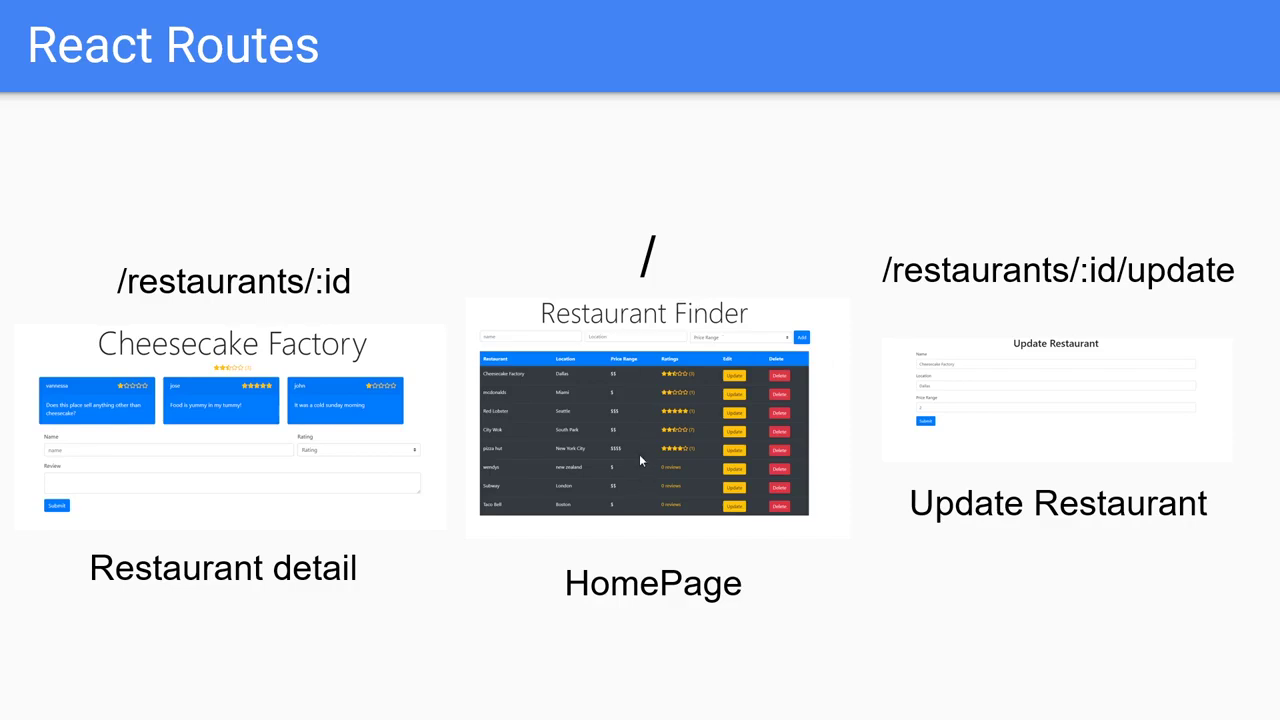 React Routes
/restaurants/:id
Cheesecake Factory
(3)
vannessa
Does this place sell anything other than
cheesecake?
jose
Food is yummy in my tummy!
john
It was a cold sunday morning
Name
Rating
name
Rating
Review
Submit
Restaurant detail
/
Restaurant Finder
name
Location
Price Range
Add
Restaurant Location Price Range Ratings Edit Delete
Cheesecake Factory Dallas $$ (3) Update Delete
mcdonalds Miami $ (1) Update Delete
Red Lobster Seattle $$$ (1) Update Delete
City Wok South Park $$ Update Delete
pizza hut New York City $$$$ (1) Update Delete
wendys new zealand $ 0 reviews Update Delete
Subway London $$ 0 reviews Update Delete
Taco Bell Boston $ 0 reviews Update Delete
HomePage
/restaurants/:id/update
Update Restaurant
Name
Cheesecake Factory
Location
Dallas
Price Range
2
Submit
Update Restaurant